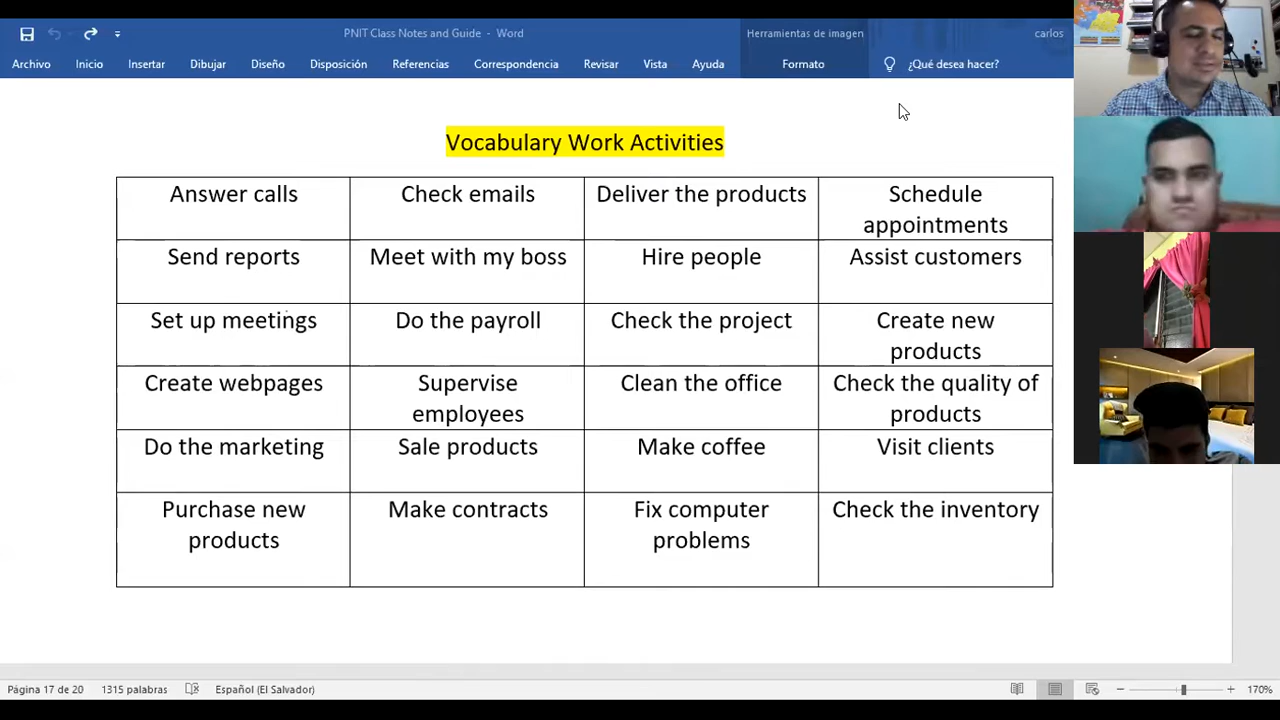 PNIT Class Notes and Guide - Word
Herramientas de imagen
carlos
Archivo Inicio Insertar Dibujar Diseño Disposición Referencias Correspondencia Revisar Vista Ayuda Formato ¿Qué desea hacer?
Vocabulary Work Activities
Answer calls Check emails Deliver the products Schedule
appointments
Send reports Meet with my boss Hire people Assist customers
Set up meetings Do the payroll Check the project Create new
products
Create webpages Supervise Clean the office Check the quality of
employees products
Do the marketing Sale products Make coffee Visit clients
Purchase new Make contracts Fix computer Check the inventory
products problems
Página 17 de 20 1315 palabras Español (El Salvador) 170%